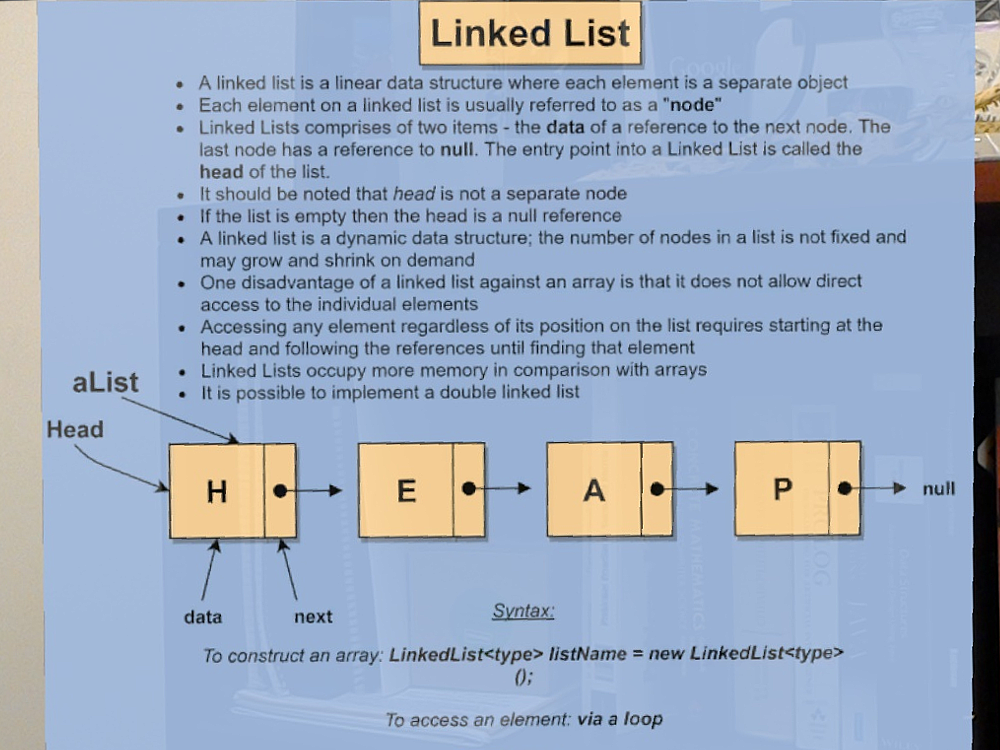 Linked List
• A linked list is a linear data structure where each element is a separate object
• Each element on a linked list is usually referred to as a "node"
• Linked Lists comprises of two items - the data of a reference to the next node. The
last node has a reference to null. The entry point into a Linked List is called the
head of the list.
• It should be noted that head is not a separate node
• If the list is empty then the head is a null reference
• A linked list is a dynamic data structure; the number of nodes in a list is not fixed and
may grow and shrink on demand
• One disadvantage of a linked list against an array is that it does not allow direct
access to the individual elements
• Accessing any element regardless of its position on the list requires starting at the
head and following the references until finding that element
• Linked Lists occupy more memory in comparison with arrays
• It is possible to implement a double linked list
aList
Head
H E A P null
data next
Syntax:
To construct an array: LinkedList<type> listName = new LinkedList<type>
();
To access an element: via a loop
Google
PROLOG